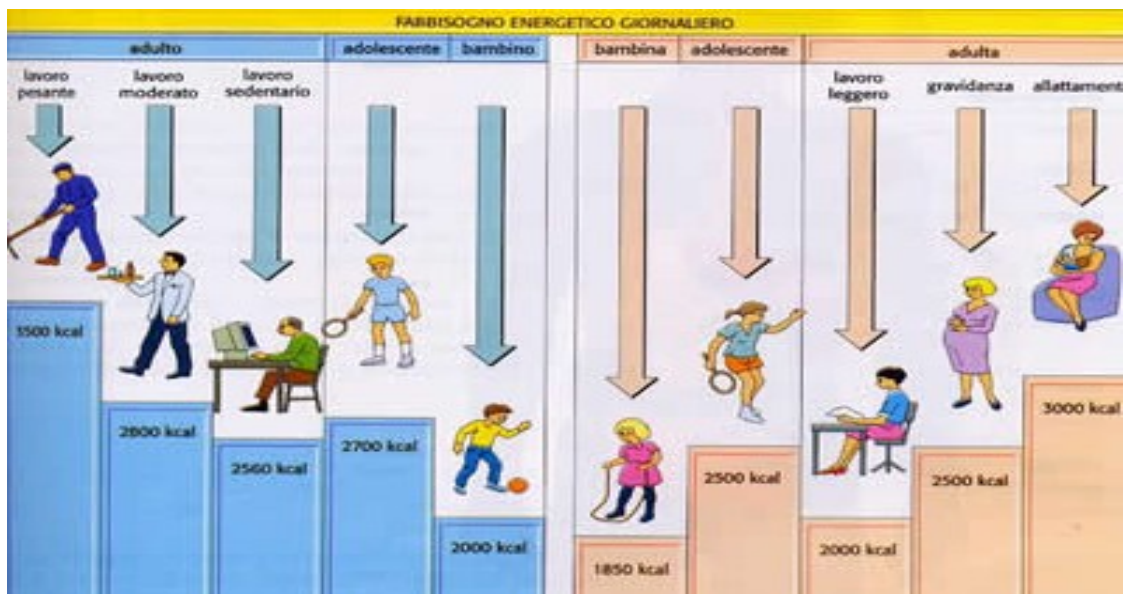 FABBISOGNO ENERGETICO GIORNALIERO
adulto
adolescente
bambino
bambina
adolescente
adulta
lavoro
pesante
lavoro
moderato
lavoro
sedentario
lavoro
leggero
gravidanza
allattament
3500 kcal
2800 kcal
2560 kcal
2700 kcal
2000 kcal
1850 kcal
2500 kcal
2000 kcal
2500 kcal
3000 kcal